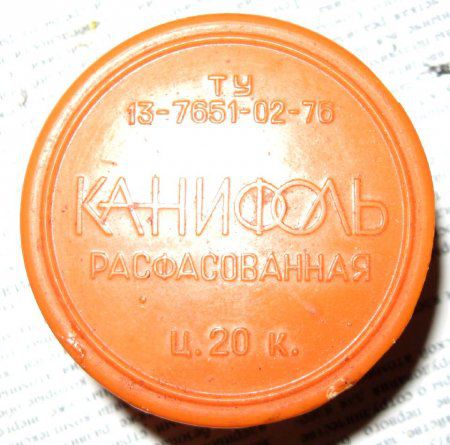 ТУ
13-7651-02-76
КАНИФОЛЬ
РАСФАСОВАННАЯ
Ц. 20 к.